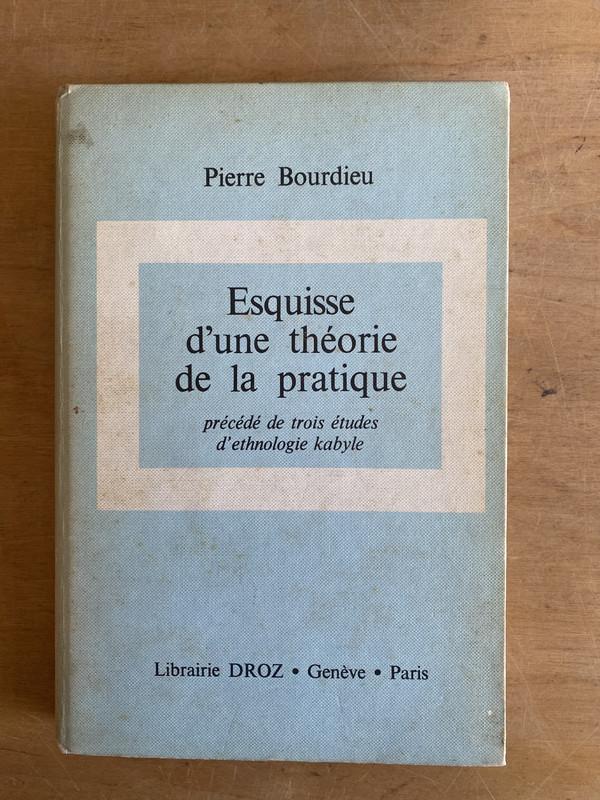 Pierre Bourdieu
Esquisse
d'une théorie
de la pratique
précédé de trois études
d'ethnologie kabyle
Librairie DROZ • Genève • Paris